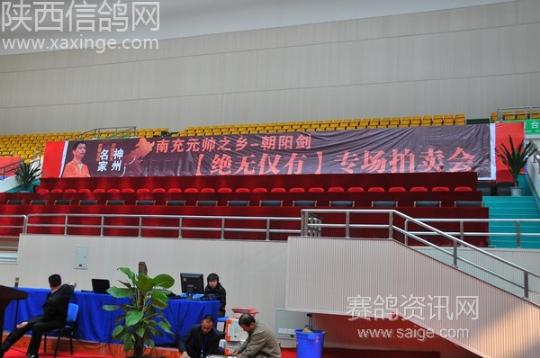 陕西信鸽网
www.xaxinge.com
神州
名家
南充元帅之乡-朝阳剑
【绝无仅有】专场拍卖会
赛鸽资讯网
www.saige.com